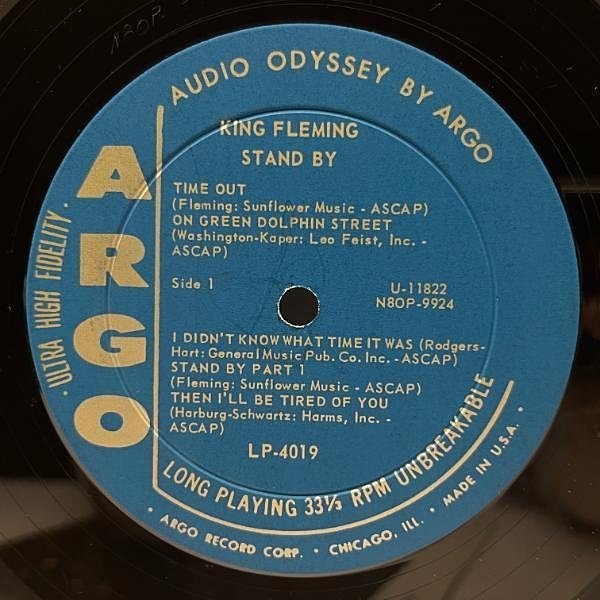 AUDIO ODYSSEY BY ARGO
KING FLEMING
STAND BY
TIME OUT
(Fleming: Sunflower Music - ASCAP)
ON GREEN DOLPHIN STREET
(Washington-Kaper: Leo Feist, Inc. -
ASCAP)
Side 1
U-11822
N8OP-9924
I DIDN'T KNOW WHAT TIME IT WAS (Rodgers-
Hart: General Music Pub. Co. Inc. - ASCAP)
STAND BY PART 1
(Fleming: Sunflower Music - ASCAP)
THEN I'LL BE TIRED OF YOU
(Harburg-Schwartz: Harms, Inc. -
ASCAP)
LP-4019
LONG PLAYING 33⅓ RPM UNBREAKABLE
• ARGO RECORD CORP. • CHICAGO, ILL. • MADE IN U.S.A. •
• ULTRA HIGH FIDELITY •
ARGO